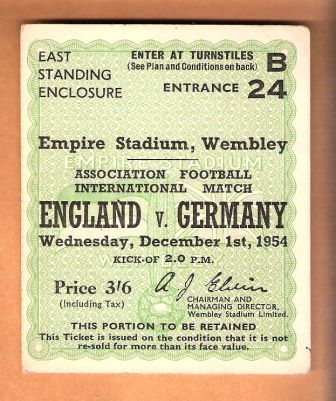 EAST
STANDING
ENCLOSURE
ENTER AT TURNSTILES
(See Plan and Conditions on back)
B
ENTRANCE 24
Empire Stadium, Wembley
EMPIRE STADIUM
ASSOCIATION FOOTBALL
INTERNATIONAL MATCH
ENGLAND v. GERMANY
Wednesday, December 1st, 1954
KICK-OF 2.0 P.M.
Price 3/6
(Including Tax)
A J Elvin
CHAIRMAN AND
MANAGING DIRECTOR,
Wembley Stadium Limited.
THIS PORTION TO BE RETAINED
This Ticket is issued on the condition that it is not
re-sold for more than its face value.